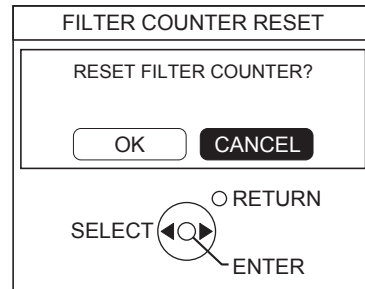 FILTER COUNTER RESET
RESET FILTER COUNTER?
OK CANCEL
RETURN
SELECT
ENTER